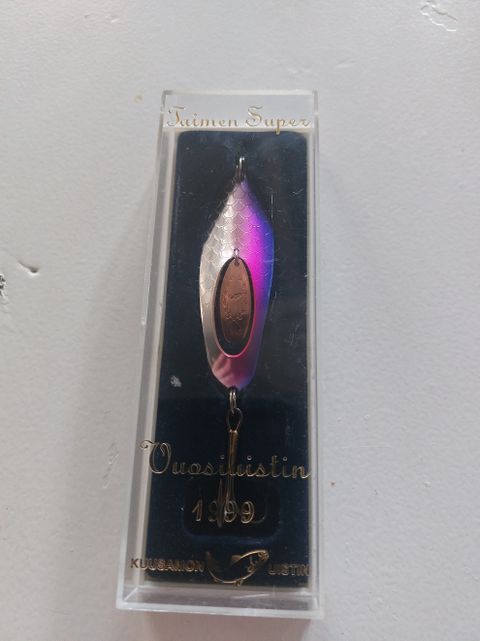 Taimen Super
Vuosiuistin
1999
KUUSAMON UISTIN